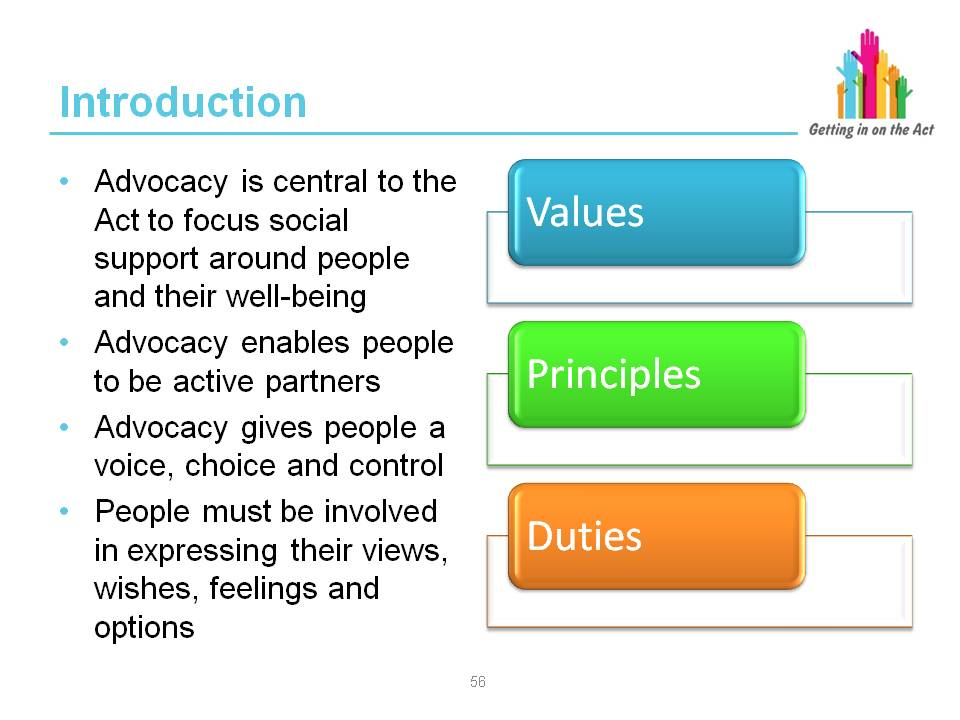 Getting in on the Act
Introduction
• Advocacy is central to the
Act to focus social
support around people
and their well-being
• Advocacy enables people
to be active partners
• Advocacy gives people a
voice, choice and control
• People must be involved
in expressing their views,
wishes, feelings and
options
Values
Principles
Duties
56